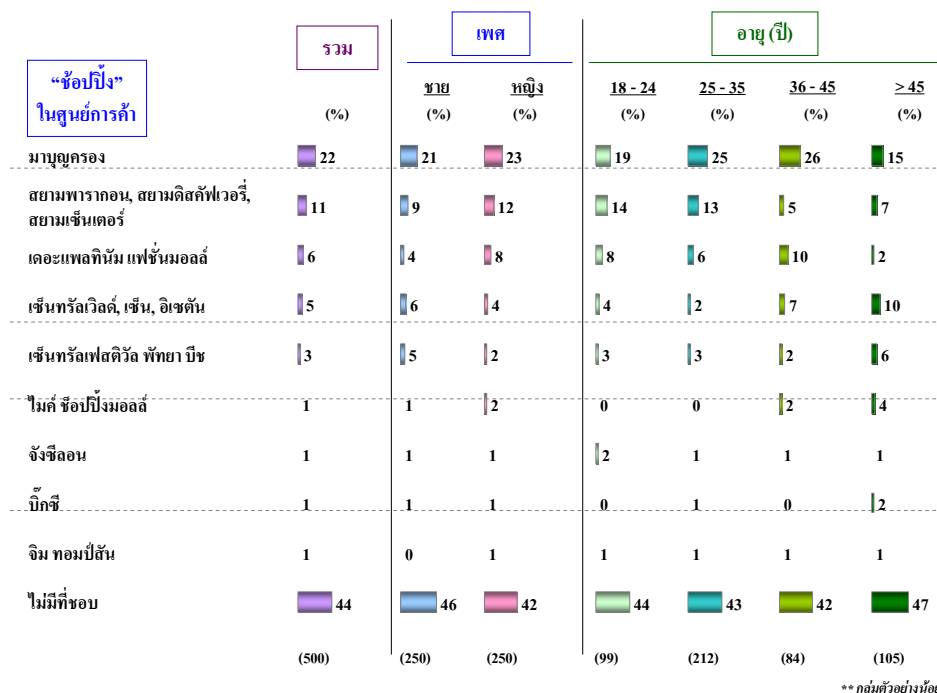 รวม เพศ อายุ (ปี)
“ช้อปปิ้ง”
ในศูนย์การค้า
ชาย หญิง 18 - 24 25 - 35 36 - 45 > 45
(%) (%) (%) (%) (%) (%) (%)
มาบุญครอง 22 21 23 19 25 26 15
สยามพารากอน, สยามดิสคัฟเวอรี่,
สยามเซ็นเตอร์ 11 9 12 14 13 5 7
เดอะแพลทินัม แฟชั่นมอลล์ 6 4 8 8 6 10 2
เซ็นทรัลเวิลด์, เซ็น, อิเซตัน 5 6 4 4 2 7 10
เซ็นทรัลเฟสติวัล พัทยา บีช 3 5 2 3 3 2 6
ไมค์ ช็อปปิ้งมอลล์ 1 1 2 0 0 2 4
จังซีลอน 1 1 1 2 1 1 1
บิ๊กซี 1 1 1 0 1 0 2
จิม ทอมป์สัน 1 0 1 1 1 1 1
ไม่มีที่ชอบ 44 46 42 44 43 42 47
(500) (250) (250) (99) (212) (84) (105)
** กลุ่มตัวอย่าง